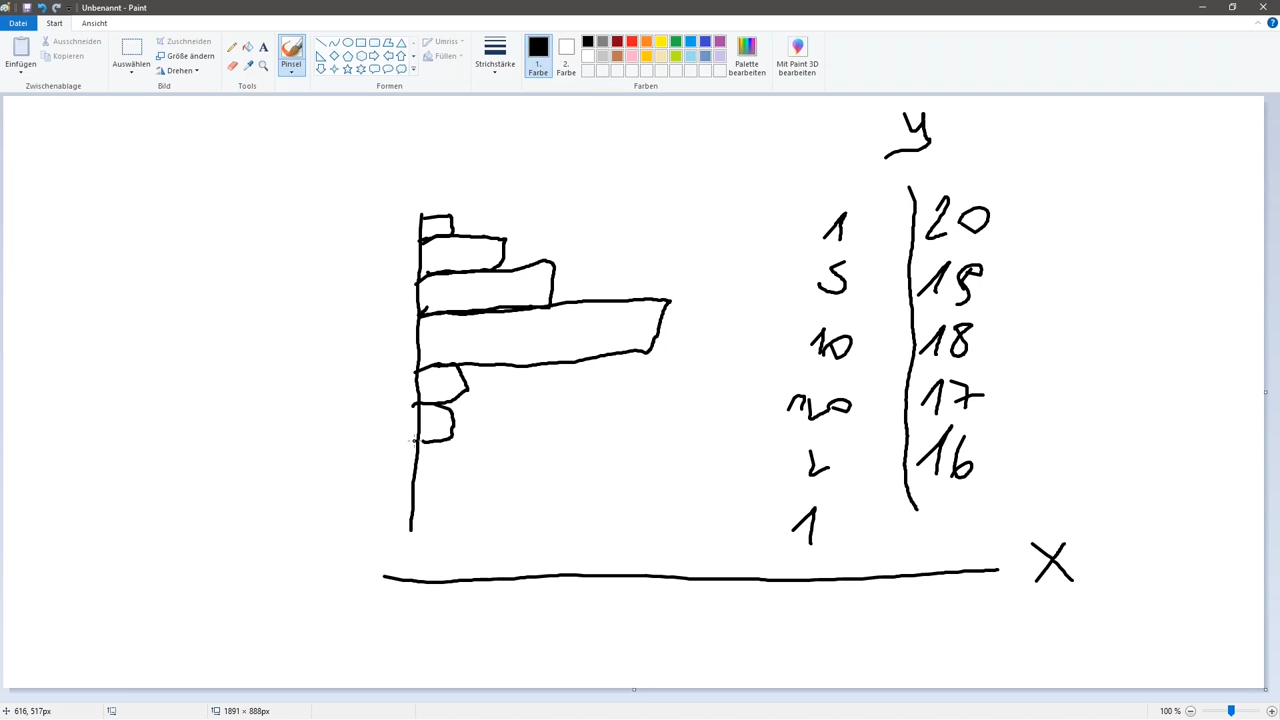 Unbenannt - Paint
Datei Start Ansicht
Einfügen
Ausschneiden
Kopieren
Zwischenablage
Auswählen
Zuschneiden
Größe ändern
Drehen
Bild
Tools
Pinsel
Formen
Umriss
Füllen
Strichstärke
1. Farbe
2. Farbe
Farben
Palette bearbeiten
Mit Paint 3D bearbeiten
y
1 20
5 19
10 18
20 17
2 16
1
X
616, 517px
1891 × 888px
100 %